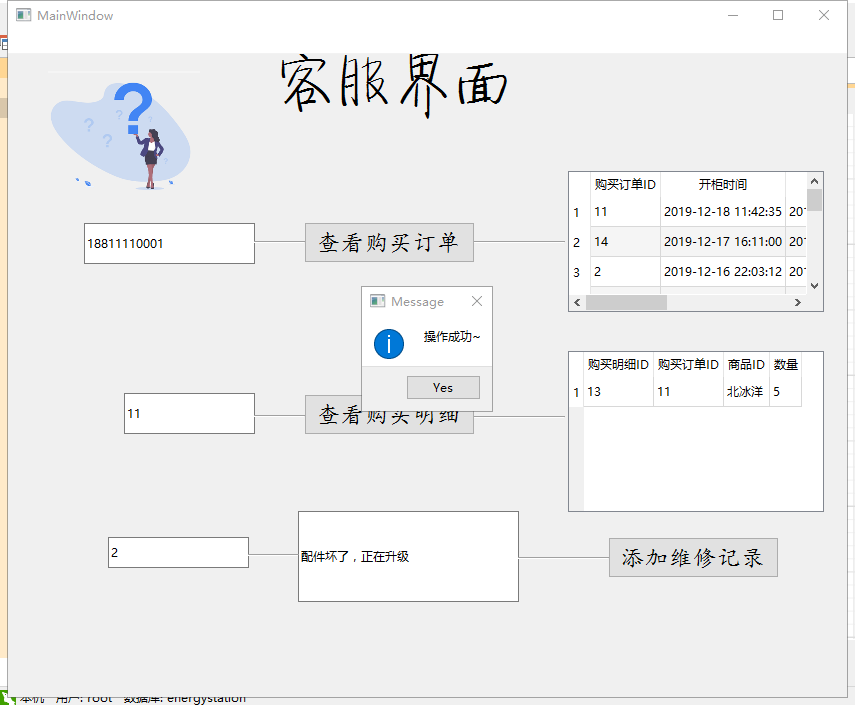 MainWindow
客服界面
?
? ? ?
购买订单ID 开柜时间
1 11 2019-12-18 11:42:35 201
2 14 2019-12-17 16:11:00 20
3 2 2019-12-16 22:03:12 20
18811110001
查看购买订单
Message
操作成功~
Yes
购买明细ID 购买订单ID 商品ID 数量
1 13 11 北冰洋 5
11
查看购买明细
2
配件坏了，正在升级
添加维修记录
本机 用户: root 数据库: energystation